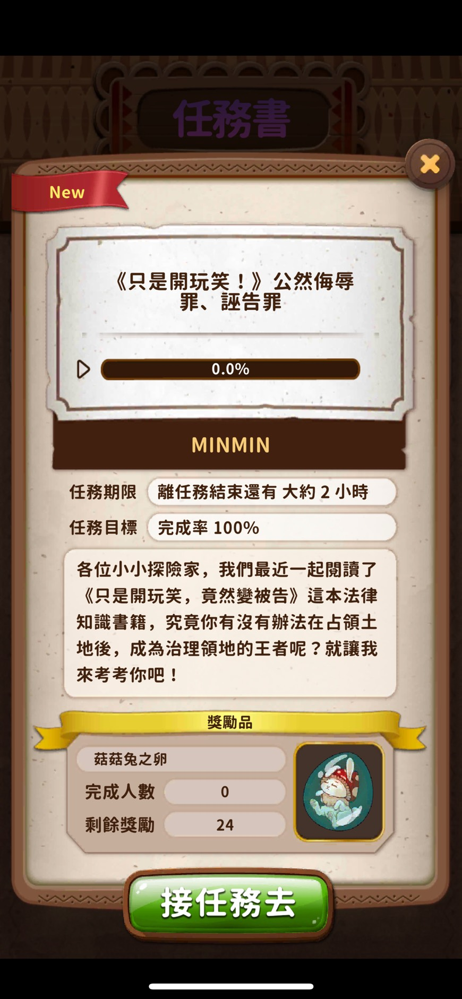 任務書
New
《只是開玩笑！》公然侮辱
罪、誣告罪
0.0%
MINMIN
任務期限 離任務結束還有 大約 2 小時
任務目標 完成率 100%
各位小小探險家，我們最近一起閱讀了
《只是開玩笑，竟然變被告》這本法律
知識書籍，究竟你有沒有辦法在占領土
地後，成為治理領地的王者呢？就讓我
來考考你吧！
獎勵品
菇菇兔之卵
完成人數 0
剩餘獎勵 24
接任務去